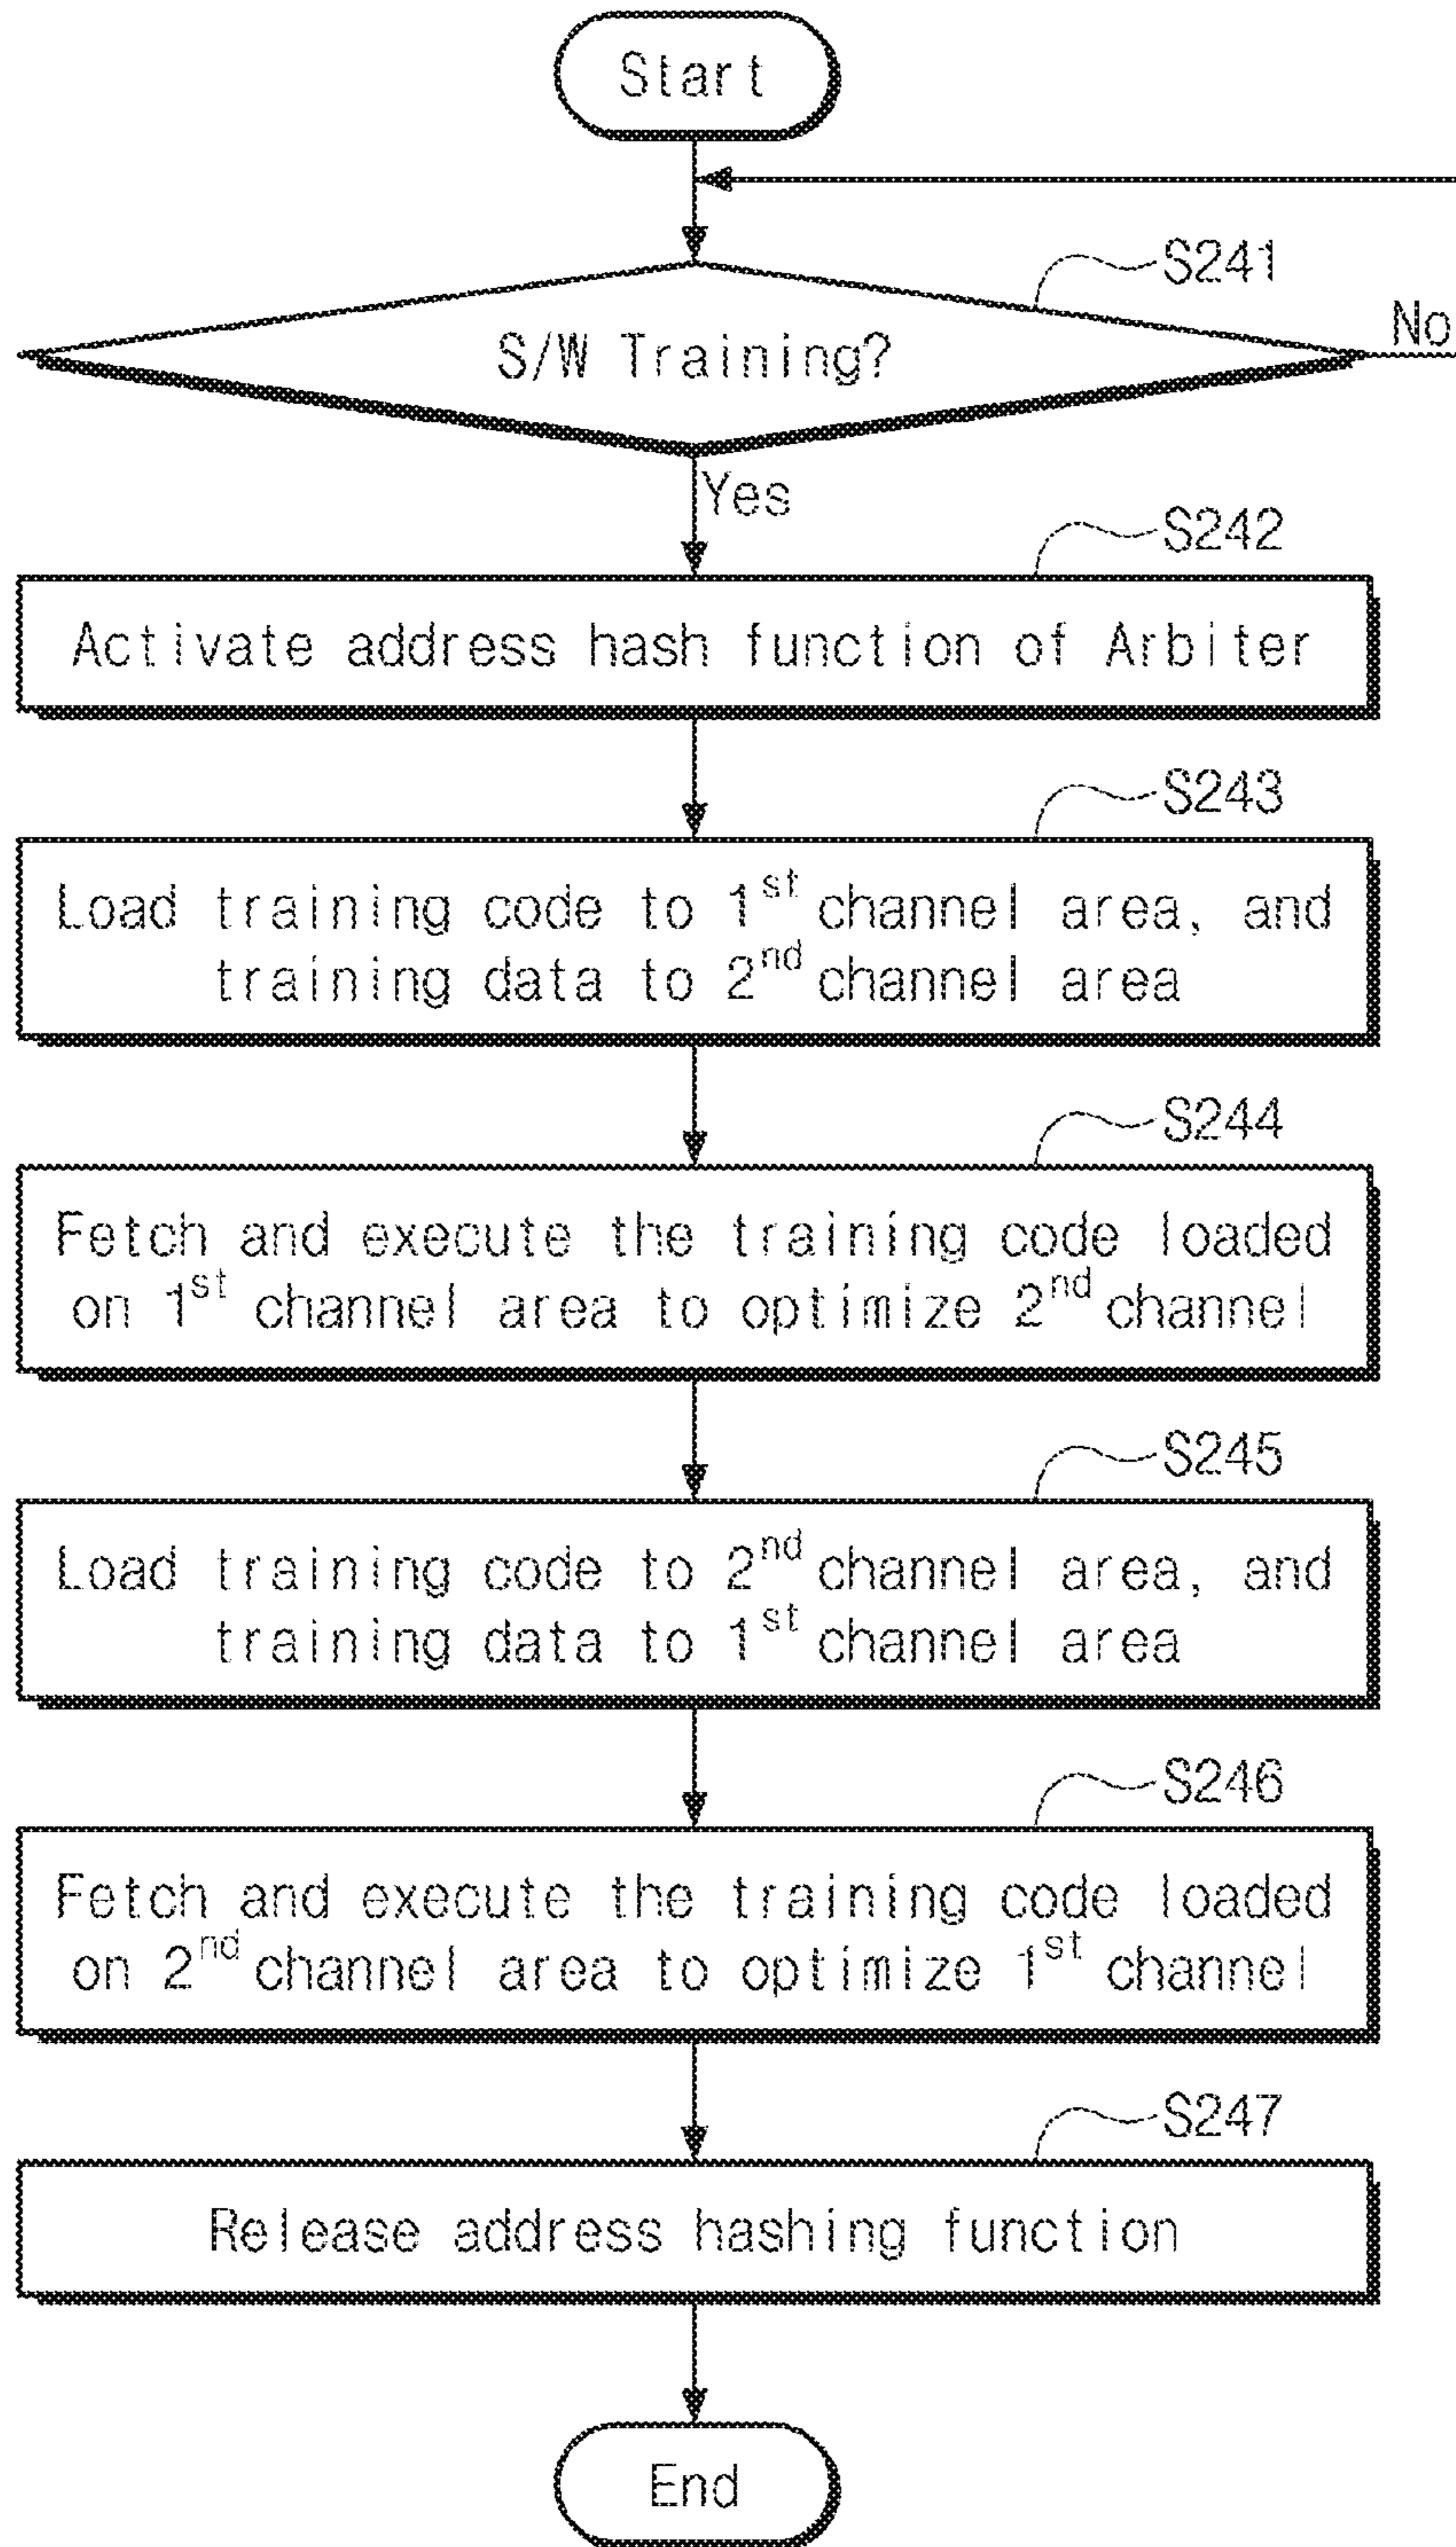 Start
S241
S/W Training?
No
Yes
S242
Activate address hash function of Arbiter
S243
Load training code to 1st channel area, and
training data to 2nd channel area
S244
Fetch and execute the training code loaded
on 1st channel area to optimize 2nd channel
S245
Load training code to 2nd channel area, and
training data to 1st channel area
S246
Fetch and execute the training code loaded
on 2nd channel area to optimize 1st channel
S247
Release address hashing function
End